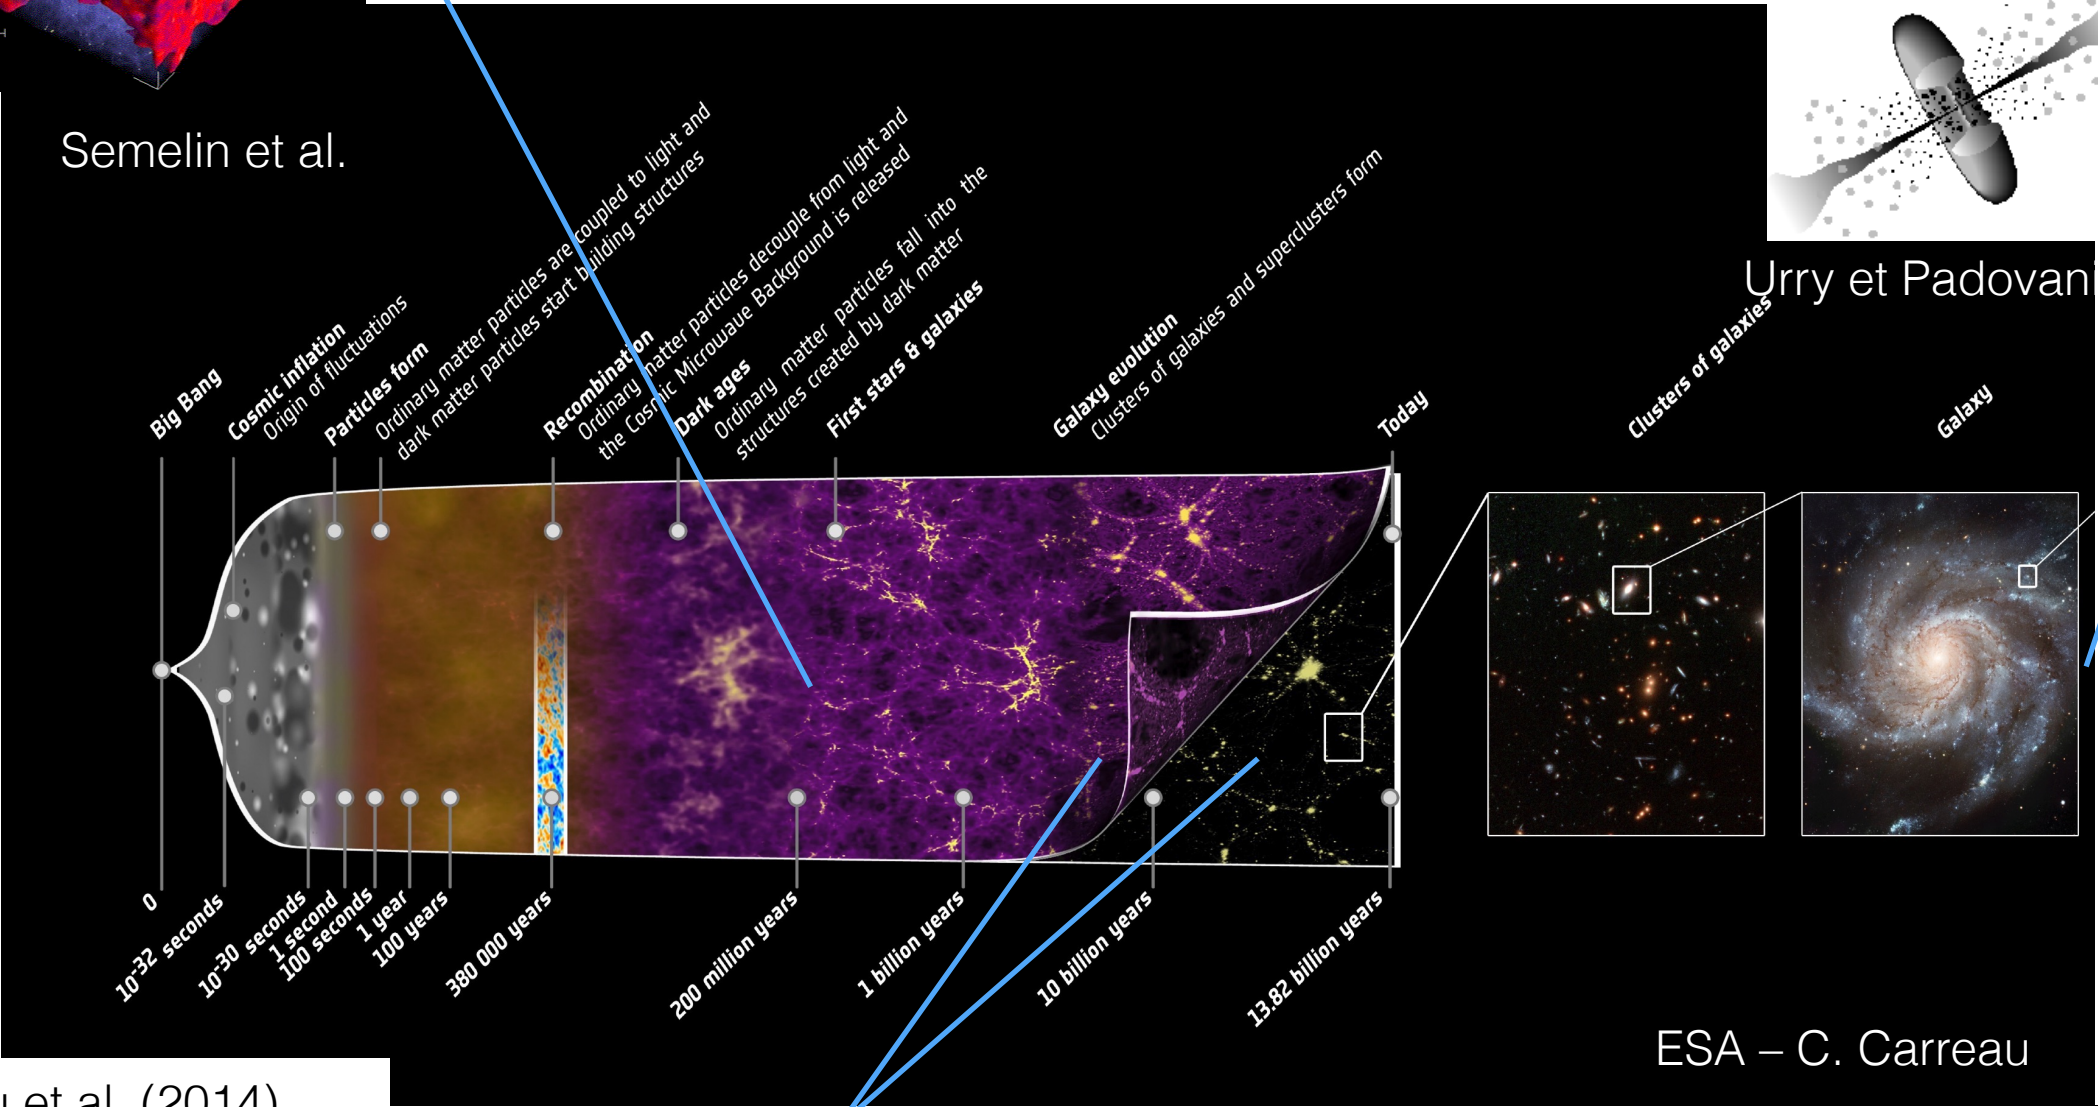 Semelin et al.
Urry et Padovani
Big Bang
Cosmic inflation
Origin of fluctuations
Particles form
Ordinary matter particles are coupled to light and
dark matter particles start building structures
Recombination
Ordinary matter particles decouple from light and
the Cosmic Microwave Background is released
Dark ages
Ordinary matter particles fall into the
structures created by dark matter
First stars & galaxies
Galaxy evolution
Clusters of galaxies and superclusters form
Today
Clusters of galaxies
Galaxy
0
10-32 seconds
10-30 seconds
1 second
100 seconds
1 year
100 years
380 000 years
200 million years
1 billion years
10 billion years
13.82 billion years
ESA – C. Carreau
et al. (2014)